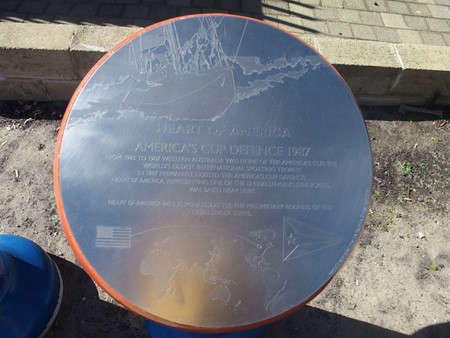 HEART OF AMERICA
AMERICA'S CUP DEFENCE 1987
FROM 1983 TO 1987 WESTERN AUSTRALIA WAS HOME OF THE AMERICA'S CUP, THE
WORLD'S OLDEST INTERNATIONAL SPORTING TROPHY.
IN 1987 FREMANTLE HOSTED THE AMERICA'S CUP DEFENCE.
HEART OF AMERICA, REPRESENTING ONE OF THE 13 CHALLENGING SYNDICATES,
WAS BASED NEAR HERE.
HEART OF AMERICA WAS ELIMINATED AFTER THE PRELIMINARY ROUNDS OF THE
CHALLENGER SERIES.